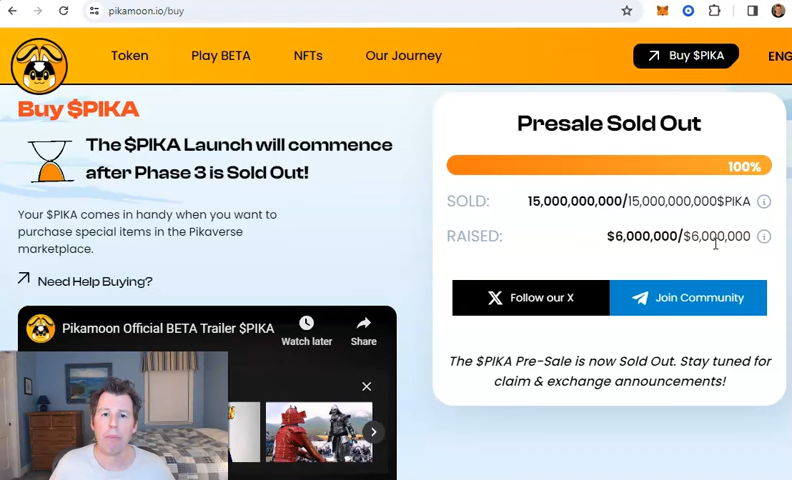 pikamoon.io/buy
Token
Play BETA
NFTs
Our Journey
Buy $PIKA
ENG
Buy $PIKA
The $PIKA Launch will commence
after Phase 3 is Sold Out!
Your $PIKA comes in handy when you want to
purchase special items in the Pikaverse
marketplace.
Need Help Buying?
Pikamoon Official BETA Trailer $PIKA
Watch later
Share
Presale Sold Out
100%
SOLD:
15,000,000,000/15,000,000,000$PIKA
RAISED:
$6,000,000/$6,000,000
Follow our X
Join Community
The $PIKA Pre-Sale is now Sold Out. Stay tuned for
claim & exchange announcements!